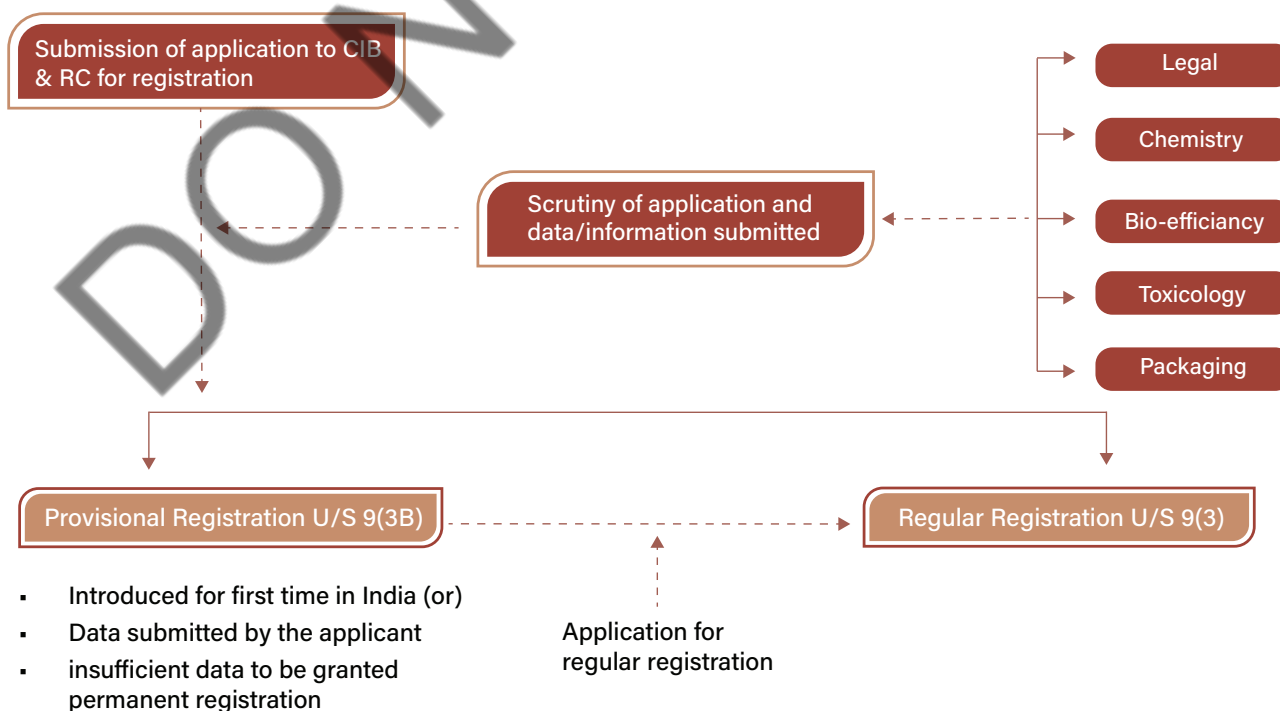 Submission of application to CIB
& RC for registration
Legal
Chemistry
Scrutiny of application and
data/information submitted
Bio-efficiancy
Toxicology
Packaging
Provisional Registration U/S 9(3B)
Regular Registration U/S 9(3)
▪ Introduced for first time in India (or)
▪ Data submitted by the applicant
▪ insufficient data to be granted
permanent registration
Application for
regular registration
DON